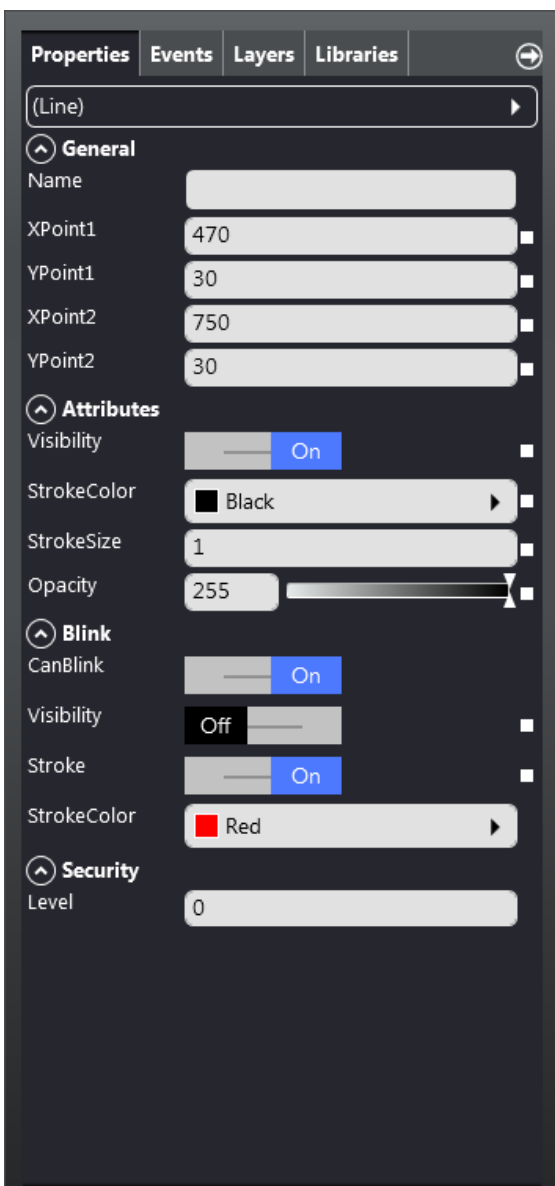 Properties Events Layers Libraries
(Line)
General
Name
XPoint1 470
YPoint1 30
XPoint2 750
YPoint2 30
Attributes
Visibility On
StrokeColor Black
StrokeSize 1
Opacity 255
Blink
CanBlink On
Visibility Off
Stroke On
StrokeColor Red
Security
Level 0